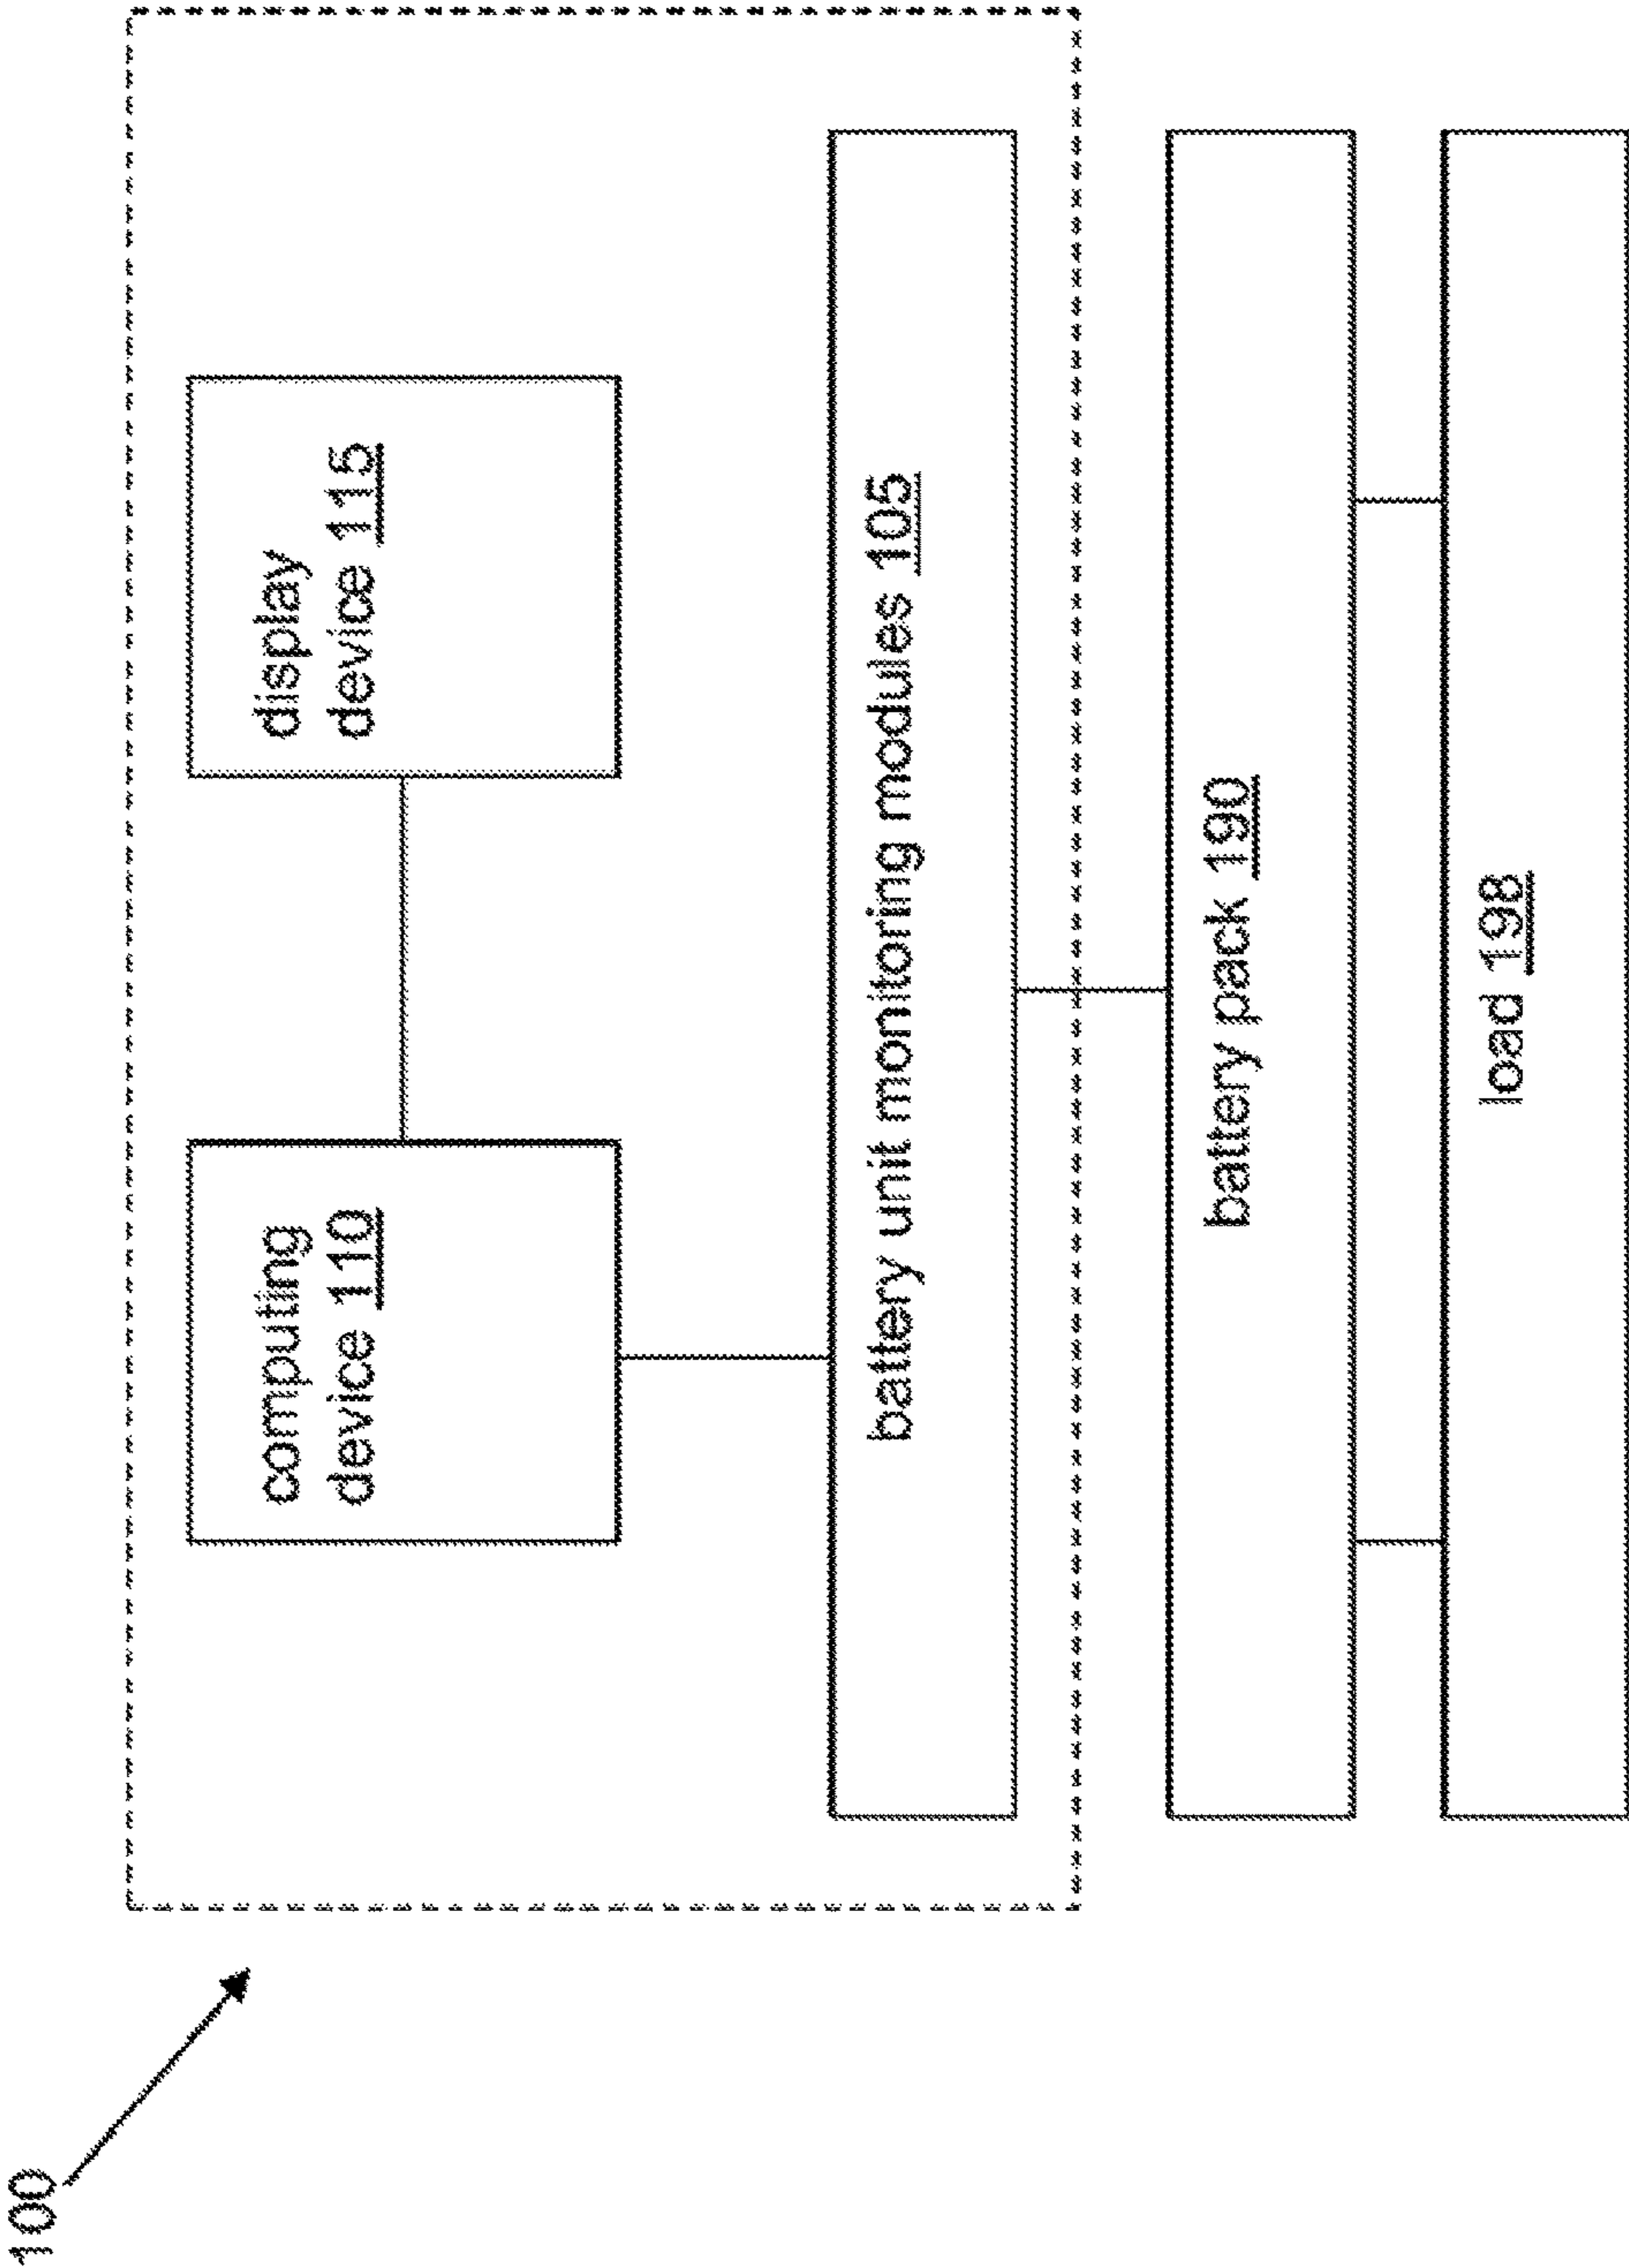 100
computing
device 110
display
device 115
battery unit monitoring modules 105
battery pack 190
load 198